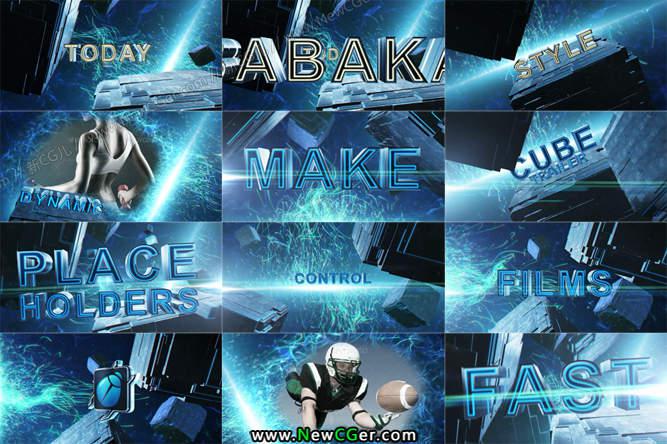 TODAY
ABAKA
D
STYLE
DYNAMIC
MAKE
CUBE
TRAILER
PLACE
HOLDERS
CONTROL
FILMS
FAST
www.NewCGer.com